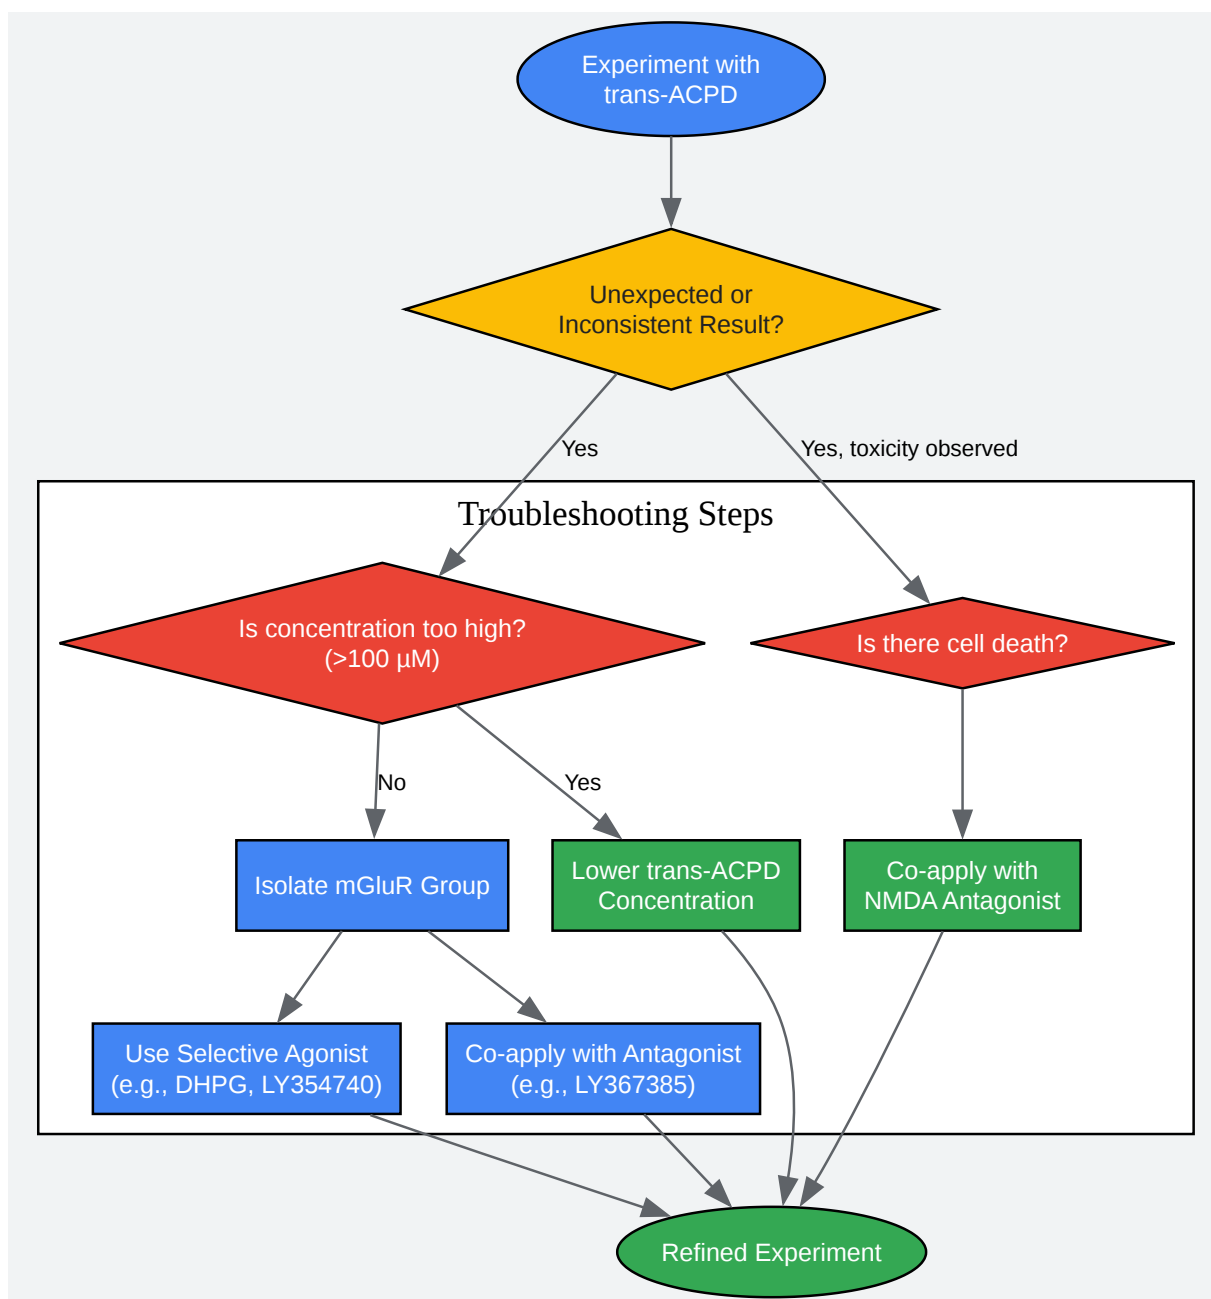 Experiment with
trans-ACPD
Unexpected or
Inconsistent Result?
Yes
Yes, toxicity observed
Troubleshooting Steps
Is concentration too high?
(>100 µM)
Is there cell death?
No
Yes
Isolate mGluR Group
Lower trans-ACPD
Concentration
Co-apply with
NMDA Antagonist
Use Selective Agonist
(e.g., DHPG, LY354740)
Co-apply with Antagonist
(e.g., LY367385)
Refined Experiment